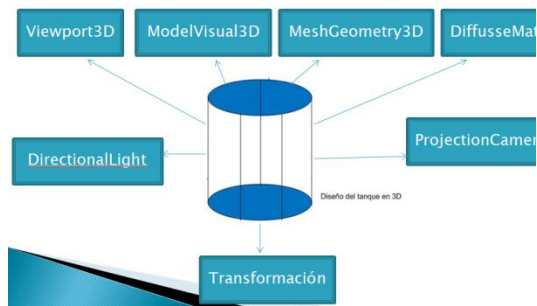 Viewport3D
ModelVisual3D
MeshGeometry3D
DiffusseMat
DirectionalLight
ProjectionCamer
Diseño del tanque en 3D
Transformación